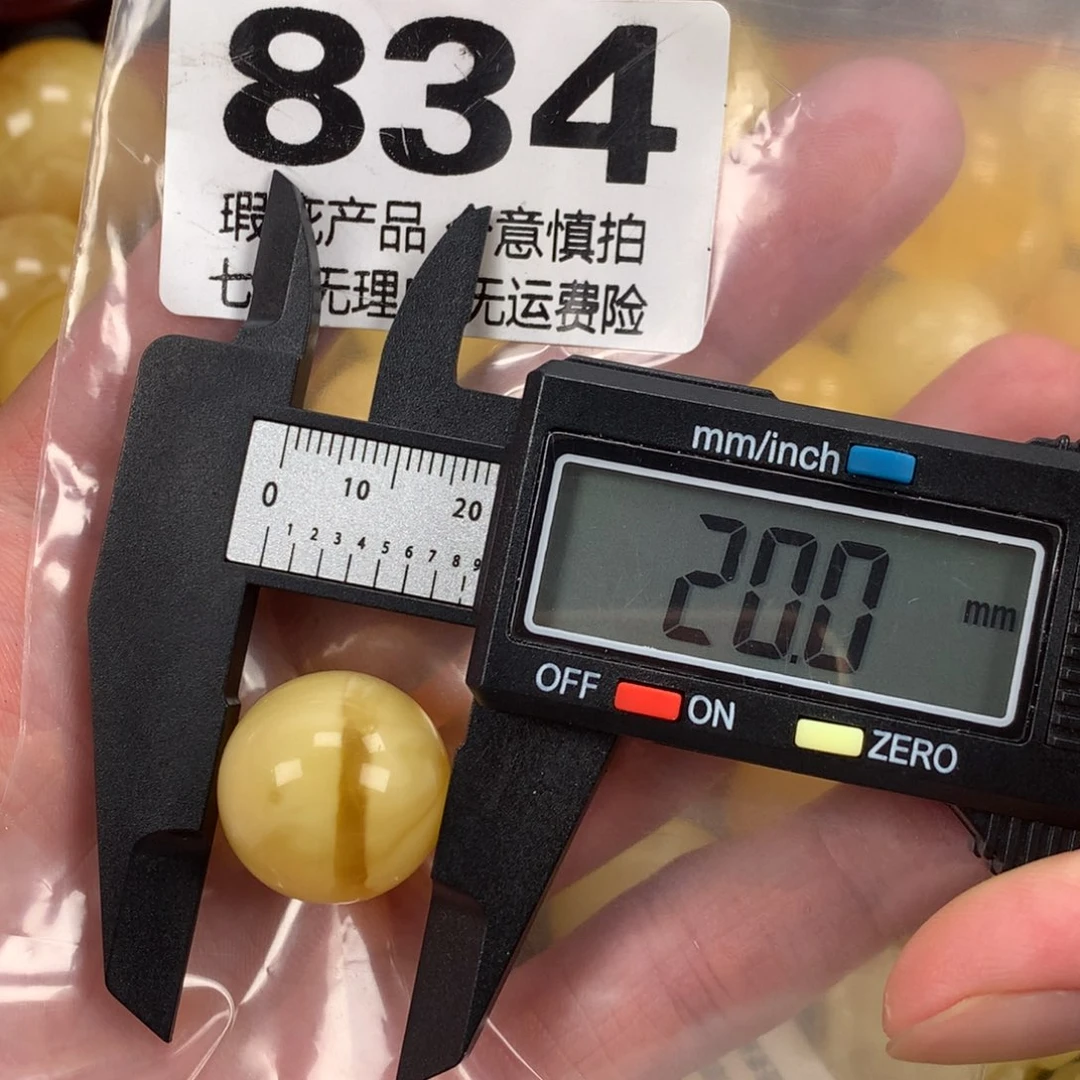 834
瑕 产品 意慎拍
七 无理 无运费险
mm/inch
0 10 20
1 2 3 4 5 6 7 8 9
20.0 mm
OFF ON ZERO